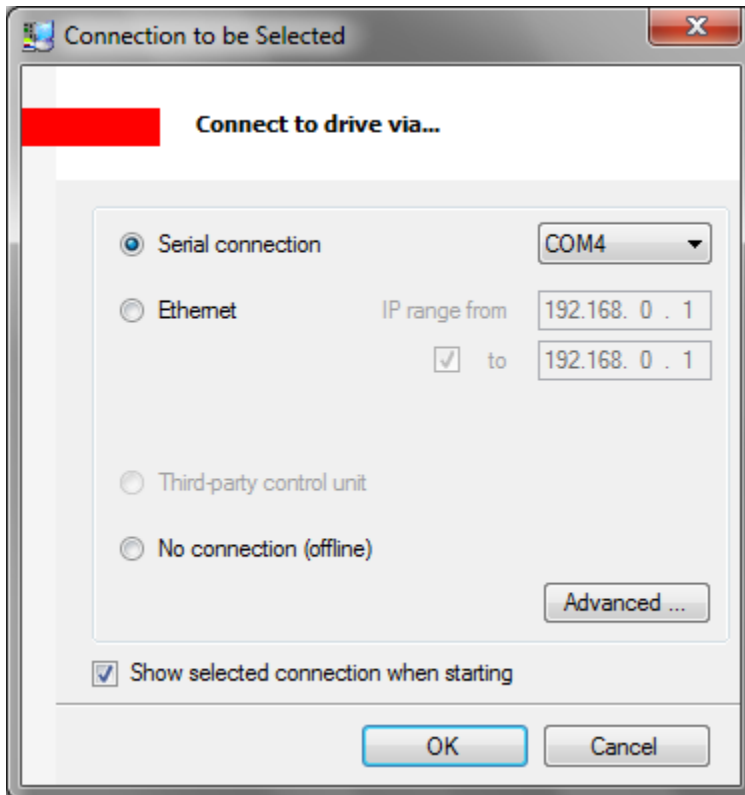 Connection to be Selected
Connect to drive via...
Serial connection COM4
Ethernet IP range from 192.168. 0 . 1
to 192.168. 0 . 1
Third-party control unit
No connection (offline)
Advanced ...
Show selected connection when starting
OK Cancel